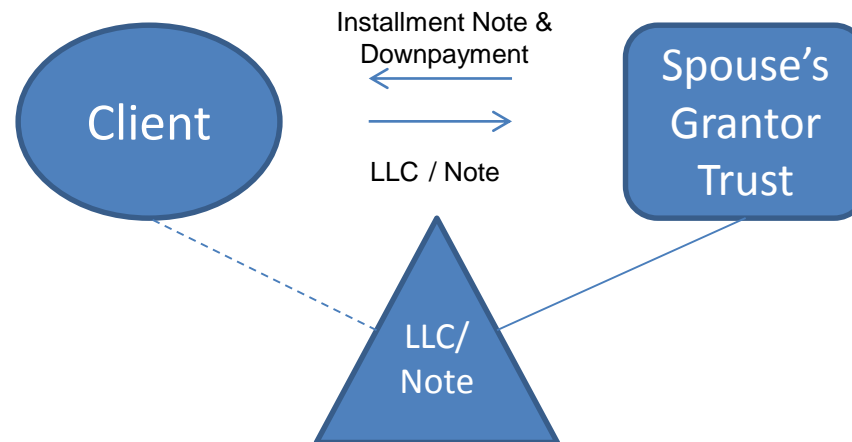 Installment Note &
Downpayment
Client
Spouse's
Grantor
Trust
LLC / Note
LLC/
Note